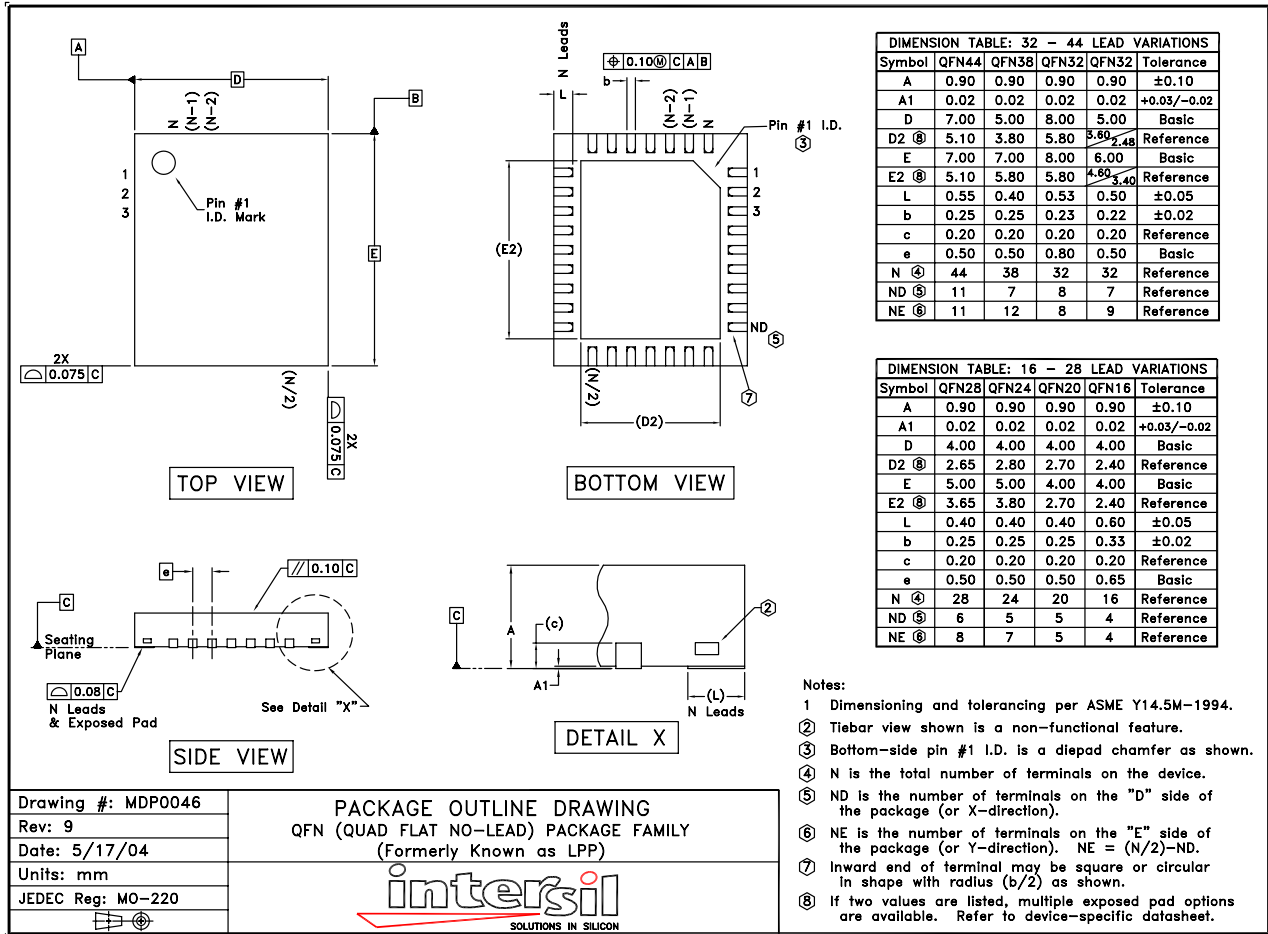 A
D
B
N
(N-1)
(N-2)
1
2
3
Pin #1
I.D. Mark
E
2X
0.075 C
(N/2)
2X
0.075 C
TOP VIEW
N Leads
L
0.10Ⓜ C A B
b
(N-2)
(N-1)
N
Pin #1 I.D.
3
1
2
3
(E2)
ND
5
(N/2)
7
(D2)
BOTTOM VIEW
e
// 0.10 C
C
Seating
Plane
0.08 C
N Leads
& Exposed Pad
See Detail "X"
SIDE VIEW
C
A
(c)
2
A1
(L)
N Leads
DETAIL X
DIMENSION TABLE: 32 - 44 LEAD VARIATIONS
Symbol QFN44 QFN38 QFN32 QFN32 Tolerance
A 0.90 0.90 0.90 0.90 ±0.10
A1 0.02 0.02 0.02 0.02 +0.03/-0.02
D 7.00 5.00 8.00 5.00 Basic
D2 8 5.10 3.80 5.80 3.60/2.48 Reference
E 7.00 7.00 8.00 6.00 Basic
E2 8 5.10 5.80 5.80 4.60/3.40 Reference
L 0.55 0.40 0.53 0.50 ±0.05
b 0.25 0.25 0.23 0.22 ±0.02
c 0.20 0.20 0.20 0.20 Reference
e 0.50 0.50 0.80 0.50 Basic
N 4 44 38 32 32 Reference
ND 5 11 7 8 7 Reference
NE 6 11 12 8 9 Reference
DIMENSION TABLE: 16 - 28 LEAD VARIATIONS
Symbol QFN28 QFN24 QFN20 QFN16 Tolerance
A 0.90 0.90 0.90 0.90 ±0.10
A1 0.02 0.02 0.02 0.02 +0.03/-0.02
D 4.00 4.00 4.00 4.00 Basic
D2 8 2.65 2.80 2.70 2.40 Reference
E 5.00 5.00 4.00 4.00 Basic
E2 8 3.65 3.80 2.70 2.40 Reference
L 0.40 0.40 0.40 0.60 ±0.05
b 0.25 0.25 0.25 0.33 ±0.02
c 0.20 0.20 0.20 0.20 Reference
e 0.50 0.50 0.50 0.65 Basic
N 4 28 24 20 16 Reference
ND 5 6 5 5 4 Reference
NE 6 8 7 5 4 Reference
Notes:
1 Dimensioning and tolerancing per ASME Y14.5M-1994.
2 Tiebar view shown is a non-functional feature.
3 Bottom-side pin #1 I.D. is a diepad chamfer as shown.
4 N is the total number of terminals on the device.
5 ND is the number of terminals on the "D" side of
the package (or X-direction).
6 NE is the number of terminals on the "E" side of
the package (or Y-direction). NE = (N/2)-ND.
7 Inward end of terminal may be square or circular
in shape with radius (b/2) as shown.
8 If two values are listed, multiple exposed pad options
are available. Refer to device-specific datasheet.
Drawing #: MDP0046
Rev: 9
Date: 5/17/04
Units: mm
JEDEC Reg: MO-220
PACKAGE OUTLINE DRAWING
QFN (QUAD FLAT NO-LEAD) PACKAGE FAMILY
(Formerly Known as LPP)
intersil
SOLUTIONS IN SILICON